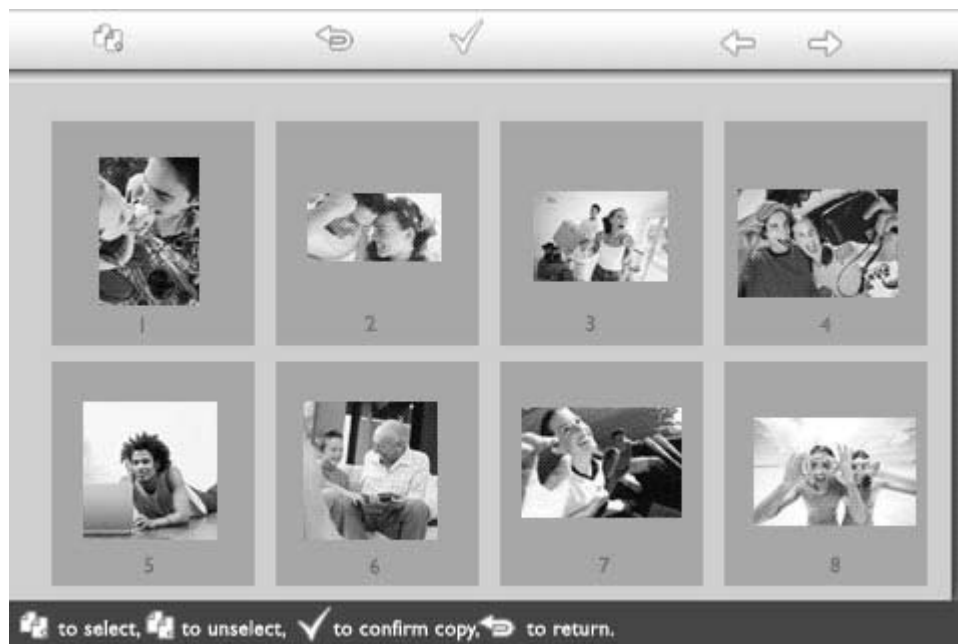 1 2 3 4
5 6 7 8
to select, to unselect, to confirm copy, to return.